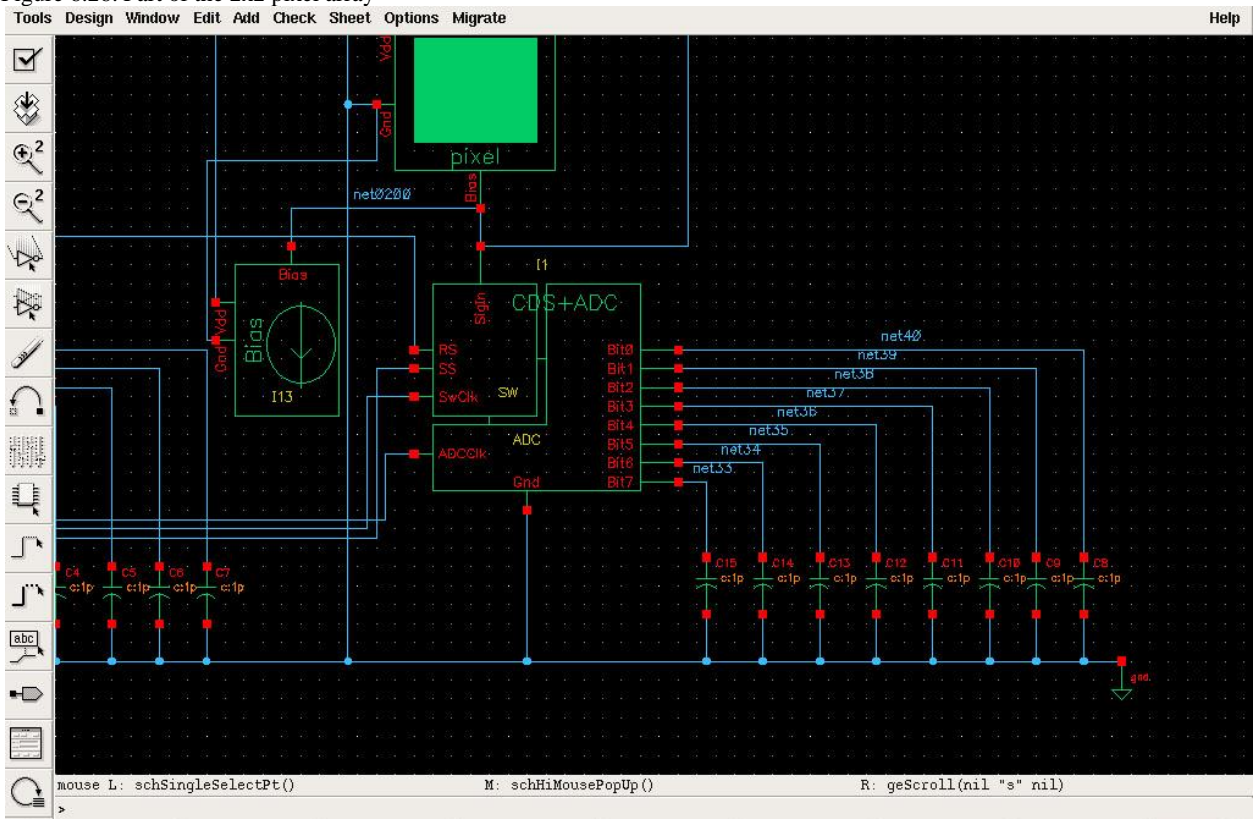 Figure 6.26: Part of the 2x2 pixel array
Tools Design Window Edit Add Check Sheet Options Migrate Help
Vdd
Gnd
pixel
Bias
net0200
Bias
Vdd
Gnd
Bias
I13
I1
CDS+ADC
SigIn
RS
SS
SwClk
SW
ADC
ADCClk
Gnd
Bit0
Bit1
Bit2
Bit3
Bit4
Bit5
Bit6
Bit7
net40
net39
net38
net37
net36
net35
net34
net33
C4 C5 C6 C7
c:1p c:1p c:1p c:1p
C15 C14 C13 C12 C11 C10 C9 C8
c:1p c:1p c:1p c:1p c:1p c:1p c:1p c:1p
gnd
abc
mouse L: schSingleSelectPt() M: schHiMousePopUp() R: geScroll(nil "s" nil)
>